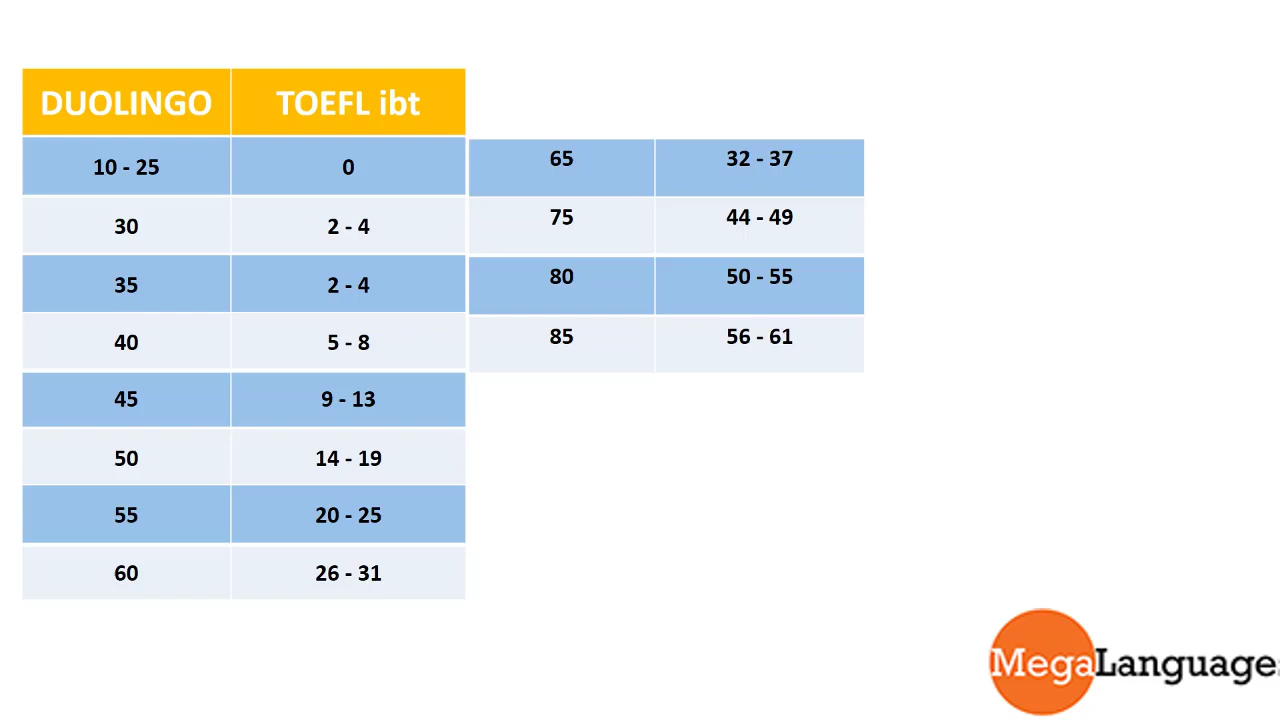 DUOLINGO TOEFL ibt
10 - 25 0
30 2 - 4
35 2 - 4
40 5 - 8
45 9 - 13
50 14 - 19
55 20 - 25
60 26 - 31
65 32 - 37
75 44 - 49
80 50 - 55
85 56 - 61
MegaLanguage